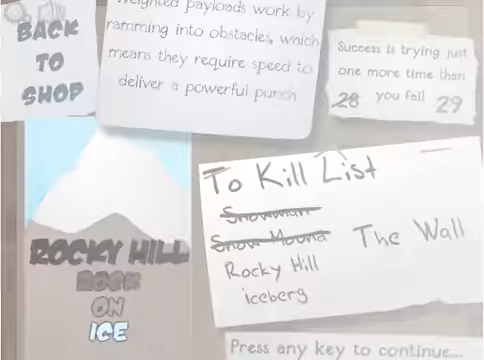 BACK
TO
SHOP
weighted payloads work by
ramming into obstacles, which
means they require speed to
deliver a powerful punch
Success is trying just
one more time than
28 you fail 29
To Kill List
Snowman
Snow Mound
The Wall
Rocky Hill
iceberg
ROCKY HILL
ROCK
ON
ICE
Press any key to continue...